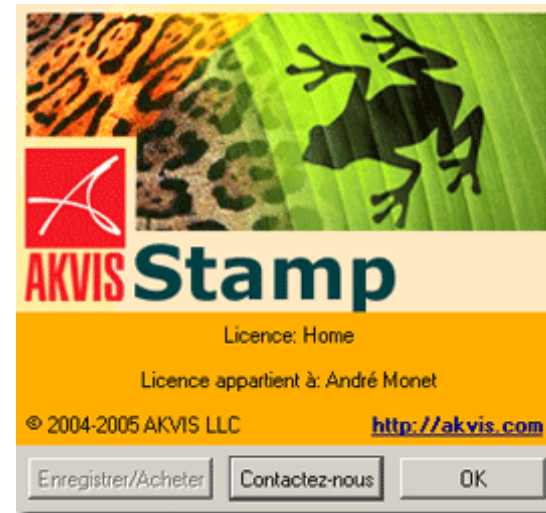 AKVIS Stamp
Licence: Home
Licence appartient à: André Monet
© 2004-2005 AKVIS LLC http://akvis.com
Enregistrer/Acheter Contactez-nous OK